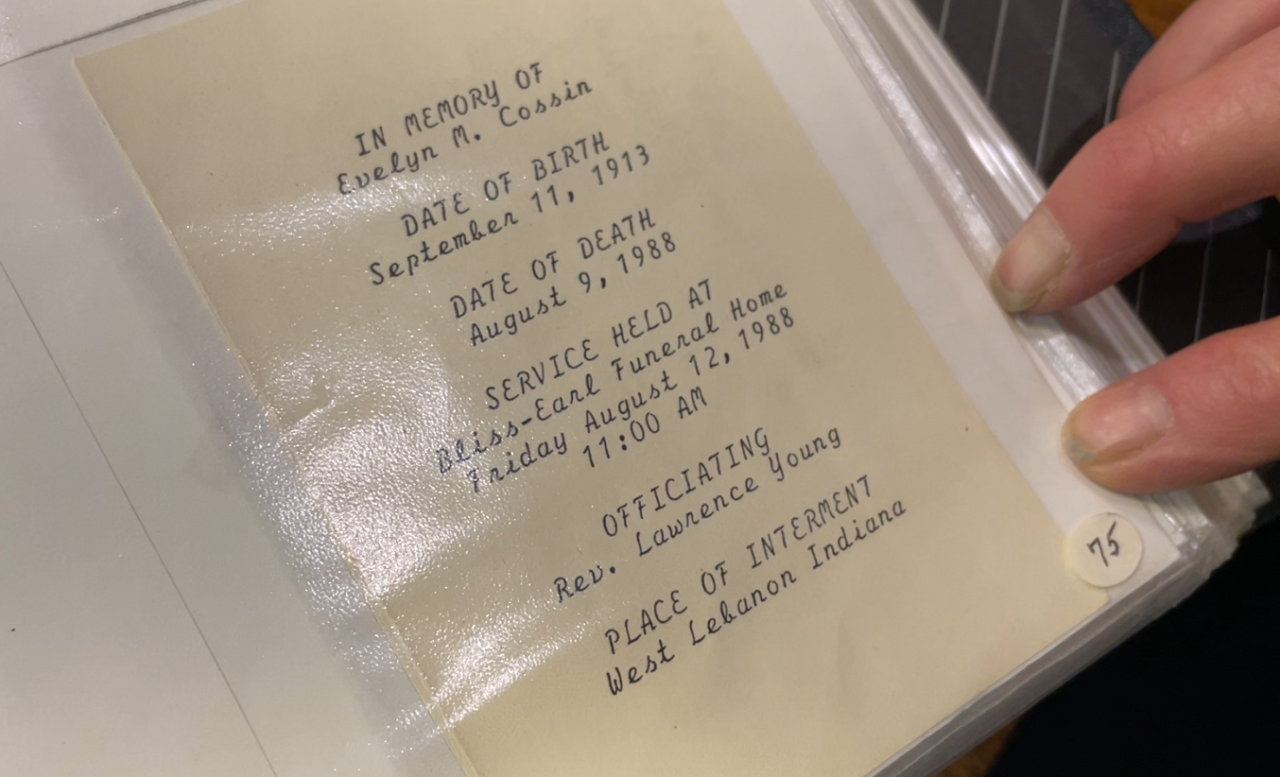 IN MEMORY OF
Evelyn M. Cossin
DATE OF BIRTH
September 11, 1913
DATE OF DEATH
August 9, 1988
SERVICE HELD AT
Bliss-Earl Funeral Home
Friday August 12, 1988
11:00 AM
OFFICIATING
Rev. Lawrence Young
PLACE OF INTERMENT
West Lebanon Indiana
75